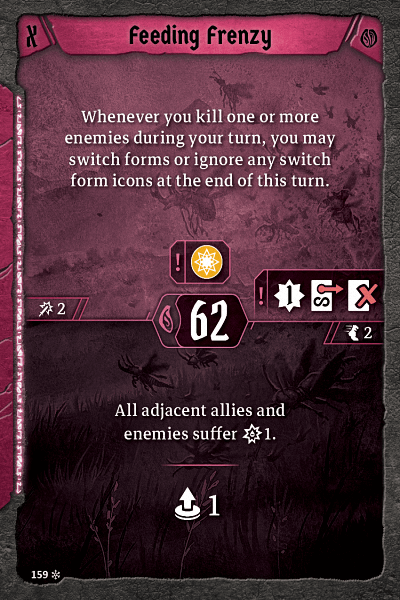 X
Feeding Frenzy
Whenever you kill one or more
enemies during your turn, you may
switch forms or ignore any switch
form icons at the end of this turn.
!
! 1
2
62
2
All adjacent allies and
enemies suffer 1.
1
159